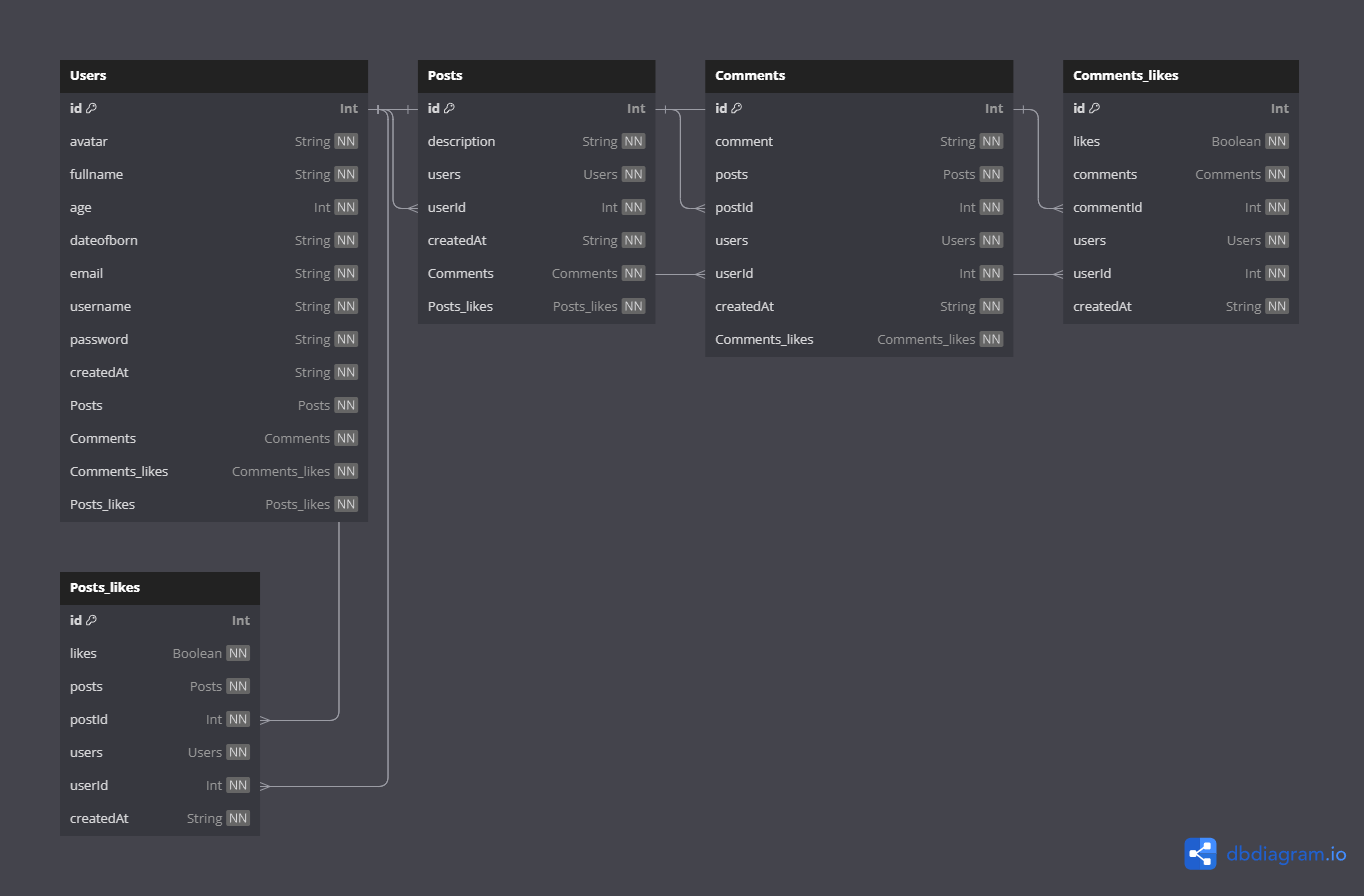 Users
id Int
avatar String NN
fullname String NN
age Int NN
dateofborn String NN
email String NN
username String NN
password String NN
createdAt String NN
Posts Posts NN
Comments Comments NN
Comments_likes Comments_likes NN
Posts_likes Posts_likes NN
Posts
id Int
description String NN
users Users NN
userId Int NN
createdAt String NN
Comments Comments NN
Posts_likes Posts_likes NN
Comments
id Int
comment String NN
posts Posts NN
postId Int NN
users Users NN
userId Int NN
createdAt String NN
Comments_likes Comments_likes NN
Comments_likes
id Int
likes Boolean NN
comments Comments NN
commentId Int NN
users Users NN
userId Int NN
createdAt String NN
Posts_likes
id Int
likes Boolean NN
posts Posts NN
postId Int NN
users Users NN
userId Int NN
createdAt String NN
dbdiagram.io